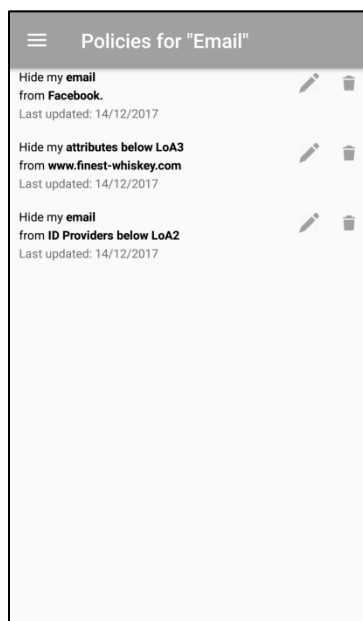 Policies for "Email"
Hide my email
from Facebook.
Last updated: 14/12/2017
Hide my attributes below LoA3
from www.finest-whiskey.com
Last updated: 14/12/2017
Hide my email
from ID Providers below LoA2
Last updated: 14/12/2017